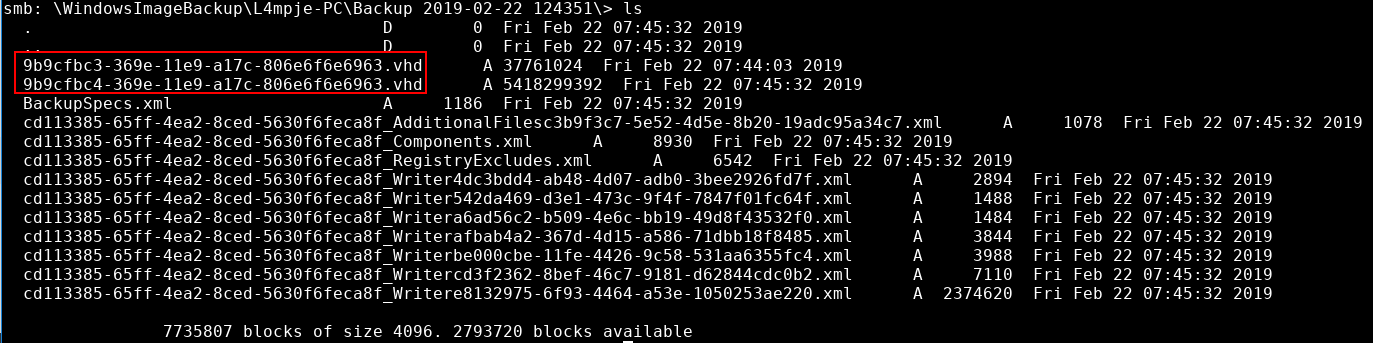 smb: \WindowsImageBackup\L4mpje-PC\Backup 2019-02-22 124351\> ls
. D 0 Fri Feb 22 07:45:32 2019
.. D 0 Fri Feb 22 07:45:32 2019
9b9cfbc3-369e-11e9-a17c-806e6f6e6963.vhd A 37761024 Fri Feb 22 07:44:03 2019
9b9cfbc4-369e-11e9-a17c-806e6f6e6963.vhd A 5418299392 Fri Feb 22 07:45:32 2019
BackupSpecs.xml A 1186 Fri Feb 22 07:45:32 2019
cd113385-65ff-4ea2-8ced-5630f6feca8f_AdditionalFilesc3b9f3c7-5e52-4d5e-8b20-19adc95a34c7.xml A 1078 Fri Feb 22 07:45:32 2019
cd113385-65ff-4ea2-8ced-5630f6feca8f_Components.xml A 8930 Fri Feb 22 07:45:32 2019
cd113385-65ff-4ea2-8ced-5630f6feca8f_RegistryExcludes.xml A 6542 Fri Feb 22 07:45:32 2019
cd113385-65ff-4ea2-8ced-5630f6feca8f_Writer4dc3bdd4-ab48-4d07-adb0-3bee2926fd7f.xml A 2894 Fri Feb 22 07:45:32 2019
cd113385-65ff-4ea2-8ced-5630f6feca8f_Writer542da469-d3e1-473c-9f4f-7847f01fc64f.xml A 1488 Fri Feb 22 07:45:32 2019
cd113385-65ff-4ea2-8ced-5630f6feca8f_Writera6ad56c2-b509-4e6c-bb19-49d8f43532f0.xml A 1484 Fri Feb 22 07:45:32 2019
cd113385-65ff-4ea2-8ced-5630f6feca8f_Writerafbab4a2-367d-4d15-a586-71dbb18f8485.xml A 3844 Fri Feb 22 07:45:32 2019
cd113385-65ff-4ea2-8ced-5630f6feca8f_Writerbe000cbe-11fe-4426-9c58-531aa6355fc4.xml A 3988 Fri Feb 22 07:45:32 2019
cd113385-65ff-4ea2-8ced-5630f6feca8f_Writercd3f2362-8bef-46c7-9181-d62844cdc0b2.xml A 7110 Fri Feb 22 07:45:32 2019
cd113385-65ff-4ea2-8ced-5630f6feca8f_Writere8132975-6f93-4464-a53e-1050253ae220.xml A 2374620 Fri Feb 22 07:45:32 2019
7735807 blocks of size 4096. 2793720 blocks available